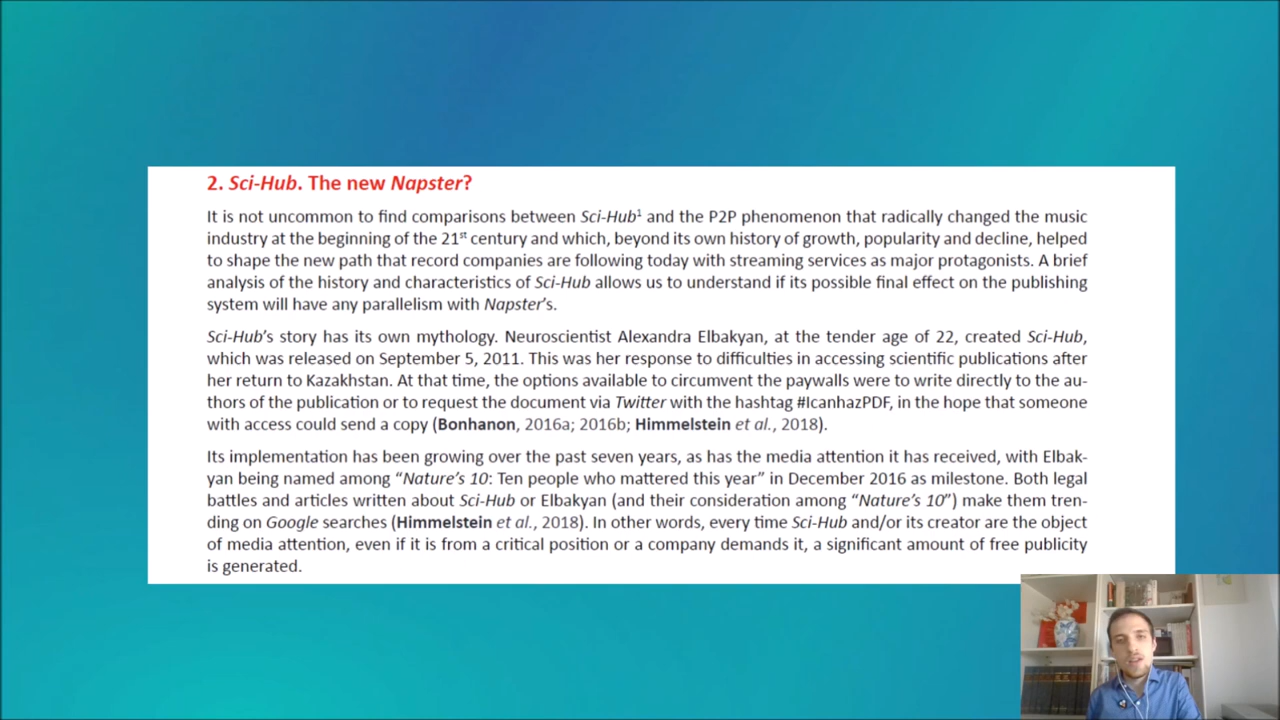 2. Sci-Hub. The new Napster?
It is not uncommon to find comparisons between Sci-Hub¹ and the P2P phenomenon that radically changed the music
industry at the beginning of the 21st century and which, beyond its own history of growth, popularity and decline, helped
to shape the new path that record companies are following today with streaming services as major protagonists. A brief
analysis of the history and characteristics of Sci-Hub allows us to understand if its possible final effect on the publishing
system will have any parallelism with Napster's.
Sci-Hub's story has its own mythology. Neuroscientist Alexandra Elbakyan, at the tender age of 22, created Sci-Hub,
which was released on September 5, 2011. This was her response to difficulties in accessing scientific publications after
her return to Kazakhstan. At that time, the options available to circumvent the paywalls were to write directly to the au-
thors of the publication or to request the document via Twitter with the hashtag #IcanhazPDF, in the hope that someone
with access could send a copy (Bonhanon, 2016a; 2016b; Himmelstein et al., 2018).
Its implementation has been growing over the past seven years, as has the media attention it has received, with Elbak-
yan being named among “Nature's 10: Ten people who mattered this year” in December 2016 as milestone. Both legal
battles and articles written about Sci-Hub or Elbakyan (and their consideration among “Nature's 10”) make them tren-
ding on Google searches (Himmelstein et al., 2018). In other words, every time Sci-Hub and/or its creator are the object
of media attention, even if it is from a critical position or a company demands it, a significant amount of free publicity
is generated.